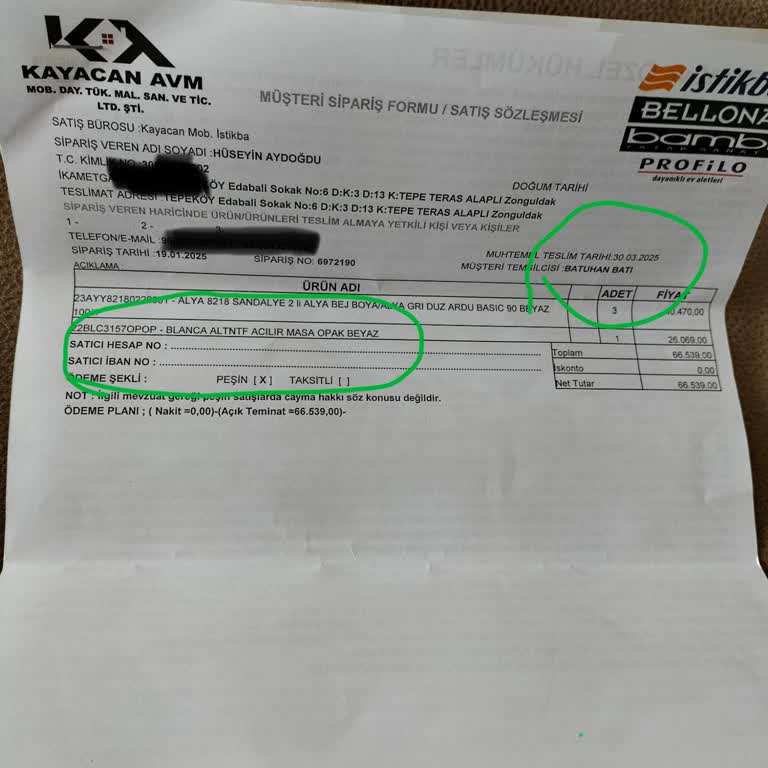 KAYACAN AVM
MOB. DAY. TÜK. MAL. SAN. VE TİC.
LTD. ŞTİ.
MÜŞTERİ SİPARİŞ FORMU / SATIŞ SÖZLEŞMESİ
istikba
BELLONA
bamb
PROFİLO
dayanıklı ev aletleri
SATIŞ BÜROSU :Kayacan Mob. İstikba
SİPARİŞ VEREN ADI SOYADI :HÜSEYİN AYDOĞDU
T.C. KİMLİK NO
DOĞUM TARİHİ
İKAMETGA
KÖY Edabali Sokak No:6 D:K:3 D:13 K:TEPE TERAS ALAPLI Zonguldak
TESLİMAT ADRESİ :TEPEKÖY Edabali Sokak No:6 D:K:3 D:13 K:TEPE TERAS ALAPLI Zonguldak
SİPARİŞ VEREN HARİCİNDE ÜRÜN/ÜRÜNLERİ TESLİM ALMAYA YETKİLİ KİŞİ VEYA KİŞİLER
1 - 2 - 3
TELEFON/E-MAİL
MUHTEMEL TESLİM TARİHİ:30.03.2025
SİPARİŞ TARİHİ :19.01.2025 SİPARİŞ NO: 6972190
MÜŞTERİ TEMSİLCİSİ :BATUHAN BATI
AÇIKLAMA :
ÜRÜN ADI ADET FİYAT
ALYA 8218 SANDALYE 2 li ALYA BEJ GRI DUZ ARDU BASIC 90 BEYAZ 3
22BLC3157OPOP - BLANCA ALTNTF ACILIR MASA OPAK BEYAZ 1 26.069,00
SATICI HESAP NO :
SATICI IBAN NO :
Toplam 66.539,00
İskonto 0,00
Net Tutar 66.539,00
ÖDEME ŞEKLİ : PEŞİN [ X ] TAKSİTLİ [ ]
NOT : İlgili mevzuat gereği peşin satışlarda cayma hakkı söz konusu değildir.
ÖDEME PLANI ; ( Nakit =0,00)-(Açık Teminat =66.539,00)-